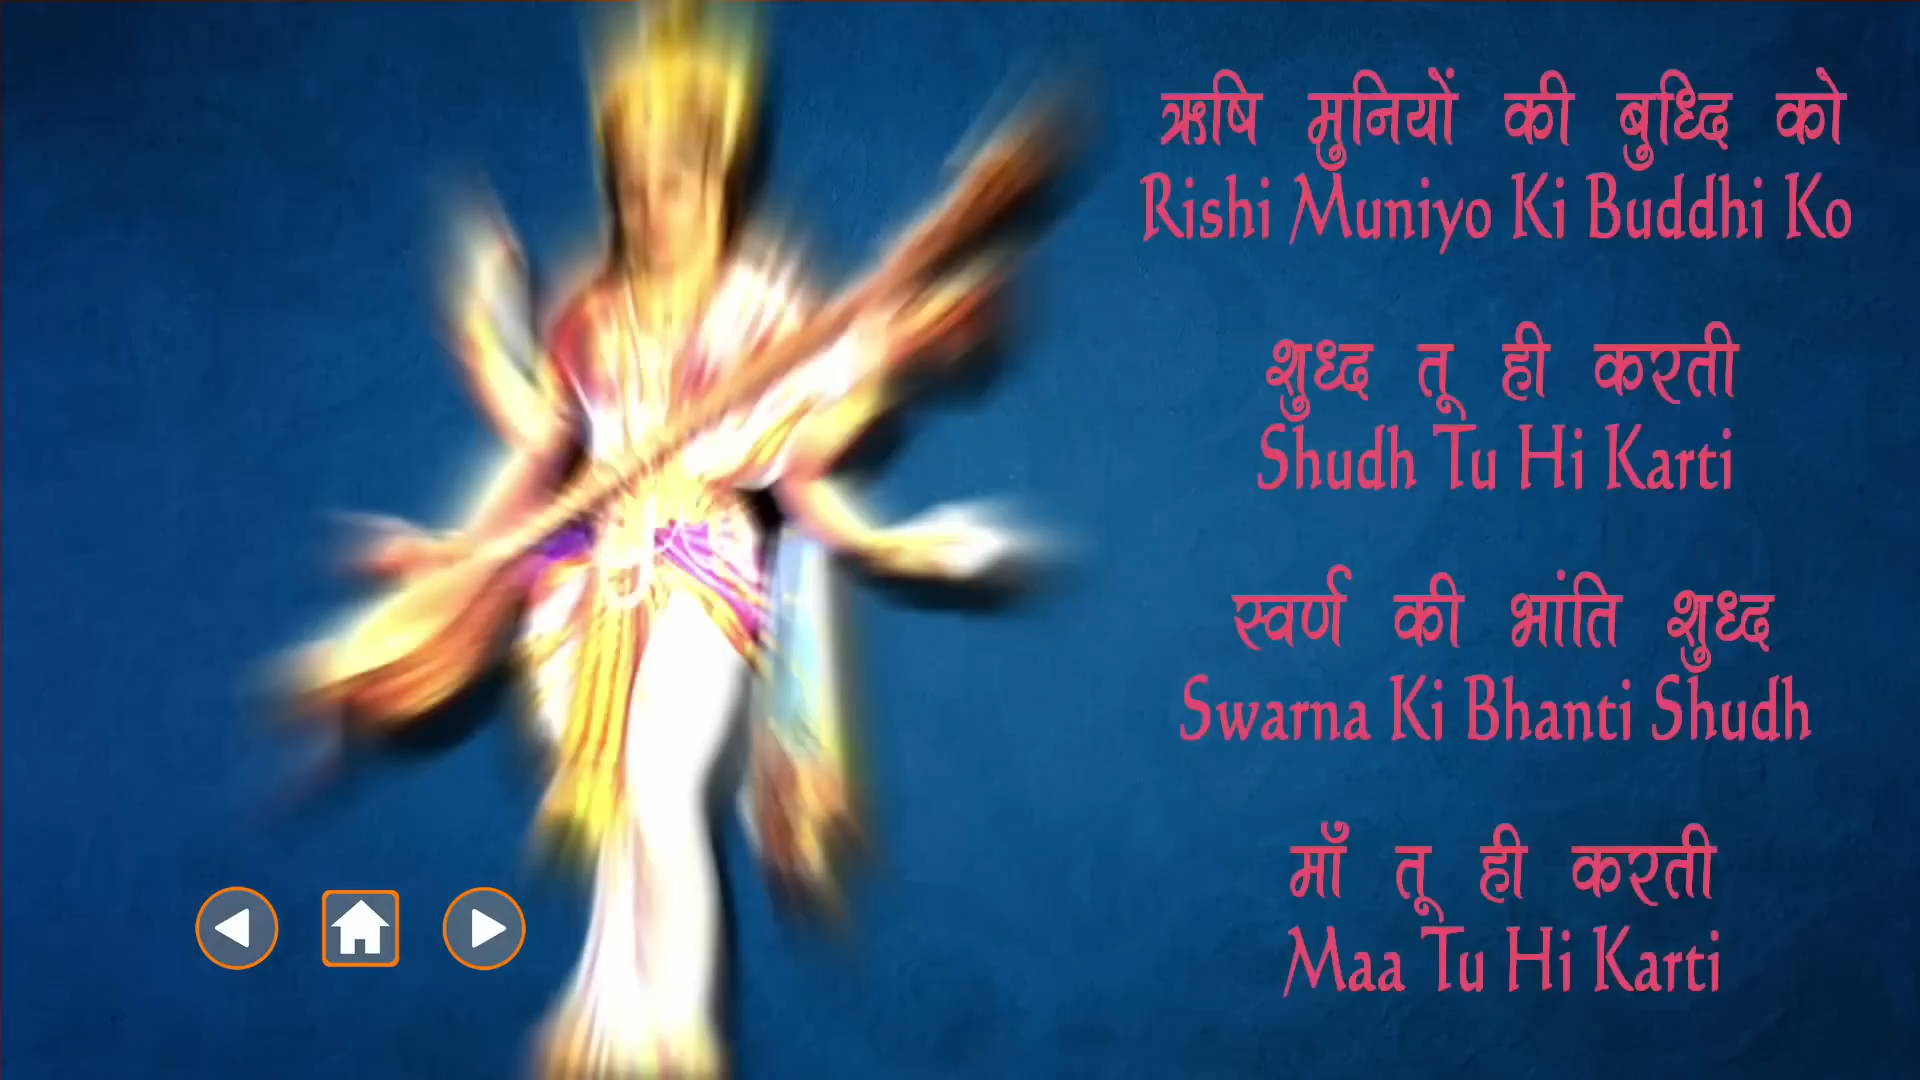 ऋषि मुनियों की बुध्दि को
Rishi Muniyo Ki Buddhi Ko
शुध्द तू ही करती
Shudh Tu Hi Karti
स्वर्ण की भांति शुध्द
Swarna Ki Bhanti Shudh
माँ तू ही करती
Maa Tu Hi Karti